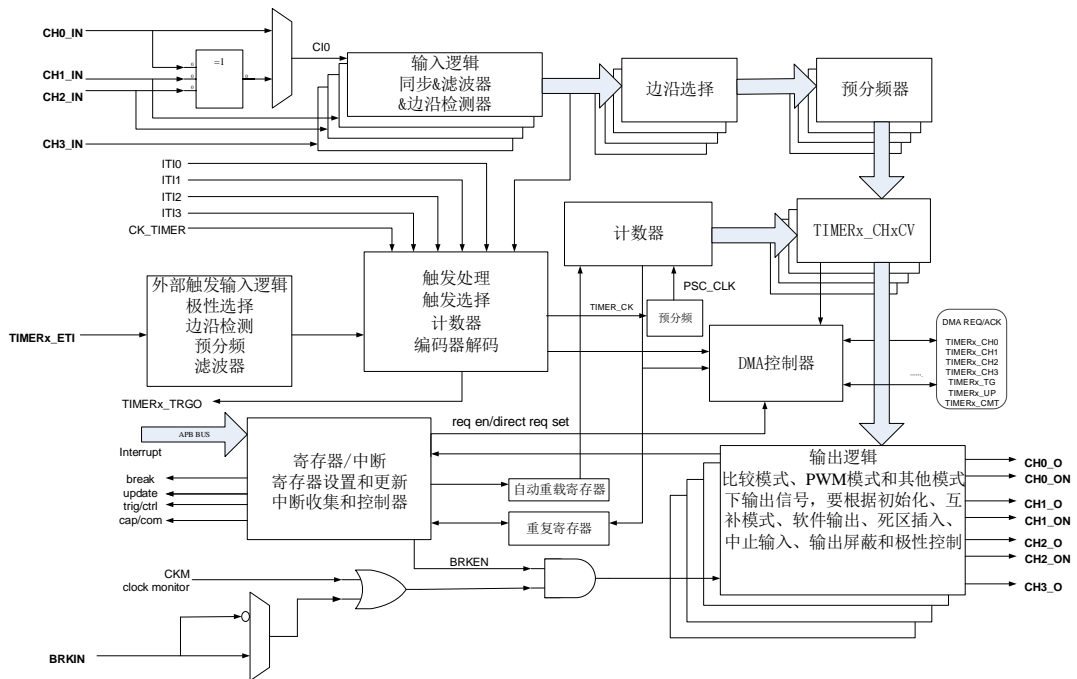 CH0_IN
CH1_IN
CH2_IN
CH3_IN
=1
CI0
输入逻辑
同步&滤波器
&边沿检测器
边沿选择
预分频器
ITI0
ITI1
ITI2
ITI3
CK_TIMER
计数器
TIMERx_CHxCV
外部触发输入逻辑
极性选择
边沿检测
预分频
滤波器
TIMERx_ETI
触发处理
触发选择
计数器
编码器解码
TIMER_CK
PSC_CLK
预分频
DMA控制器
DMA REQ/ACK
TIMERx_CH0
TIMERx_CH1
TIMERx_CH2
TIMERx_CH3
TIMERx_TG
TIMERx_UP
TIMERx_CMT
TIMERx_TRGO
req en/direct req set
APB BUS
Interrupt
break
update
trig/ctrl
cap/com
寄存器/中断
寄存器设置和更新
中断收集和控制器
自动重载寄存器
重复寄存器
输出逻辑
比较模式、PWM模式和其他模式
下输出信号，要根据初始化、互
补模式、软件输出、死区插入、
中止输入、输出屏蔽和极性控制
CH0_O
CH0_ON
CH1_O
CH1_ON
CH2_O
CH2_ON
CH3_O
BRKEN
CKM
clock monitor
BRKIN